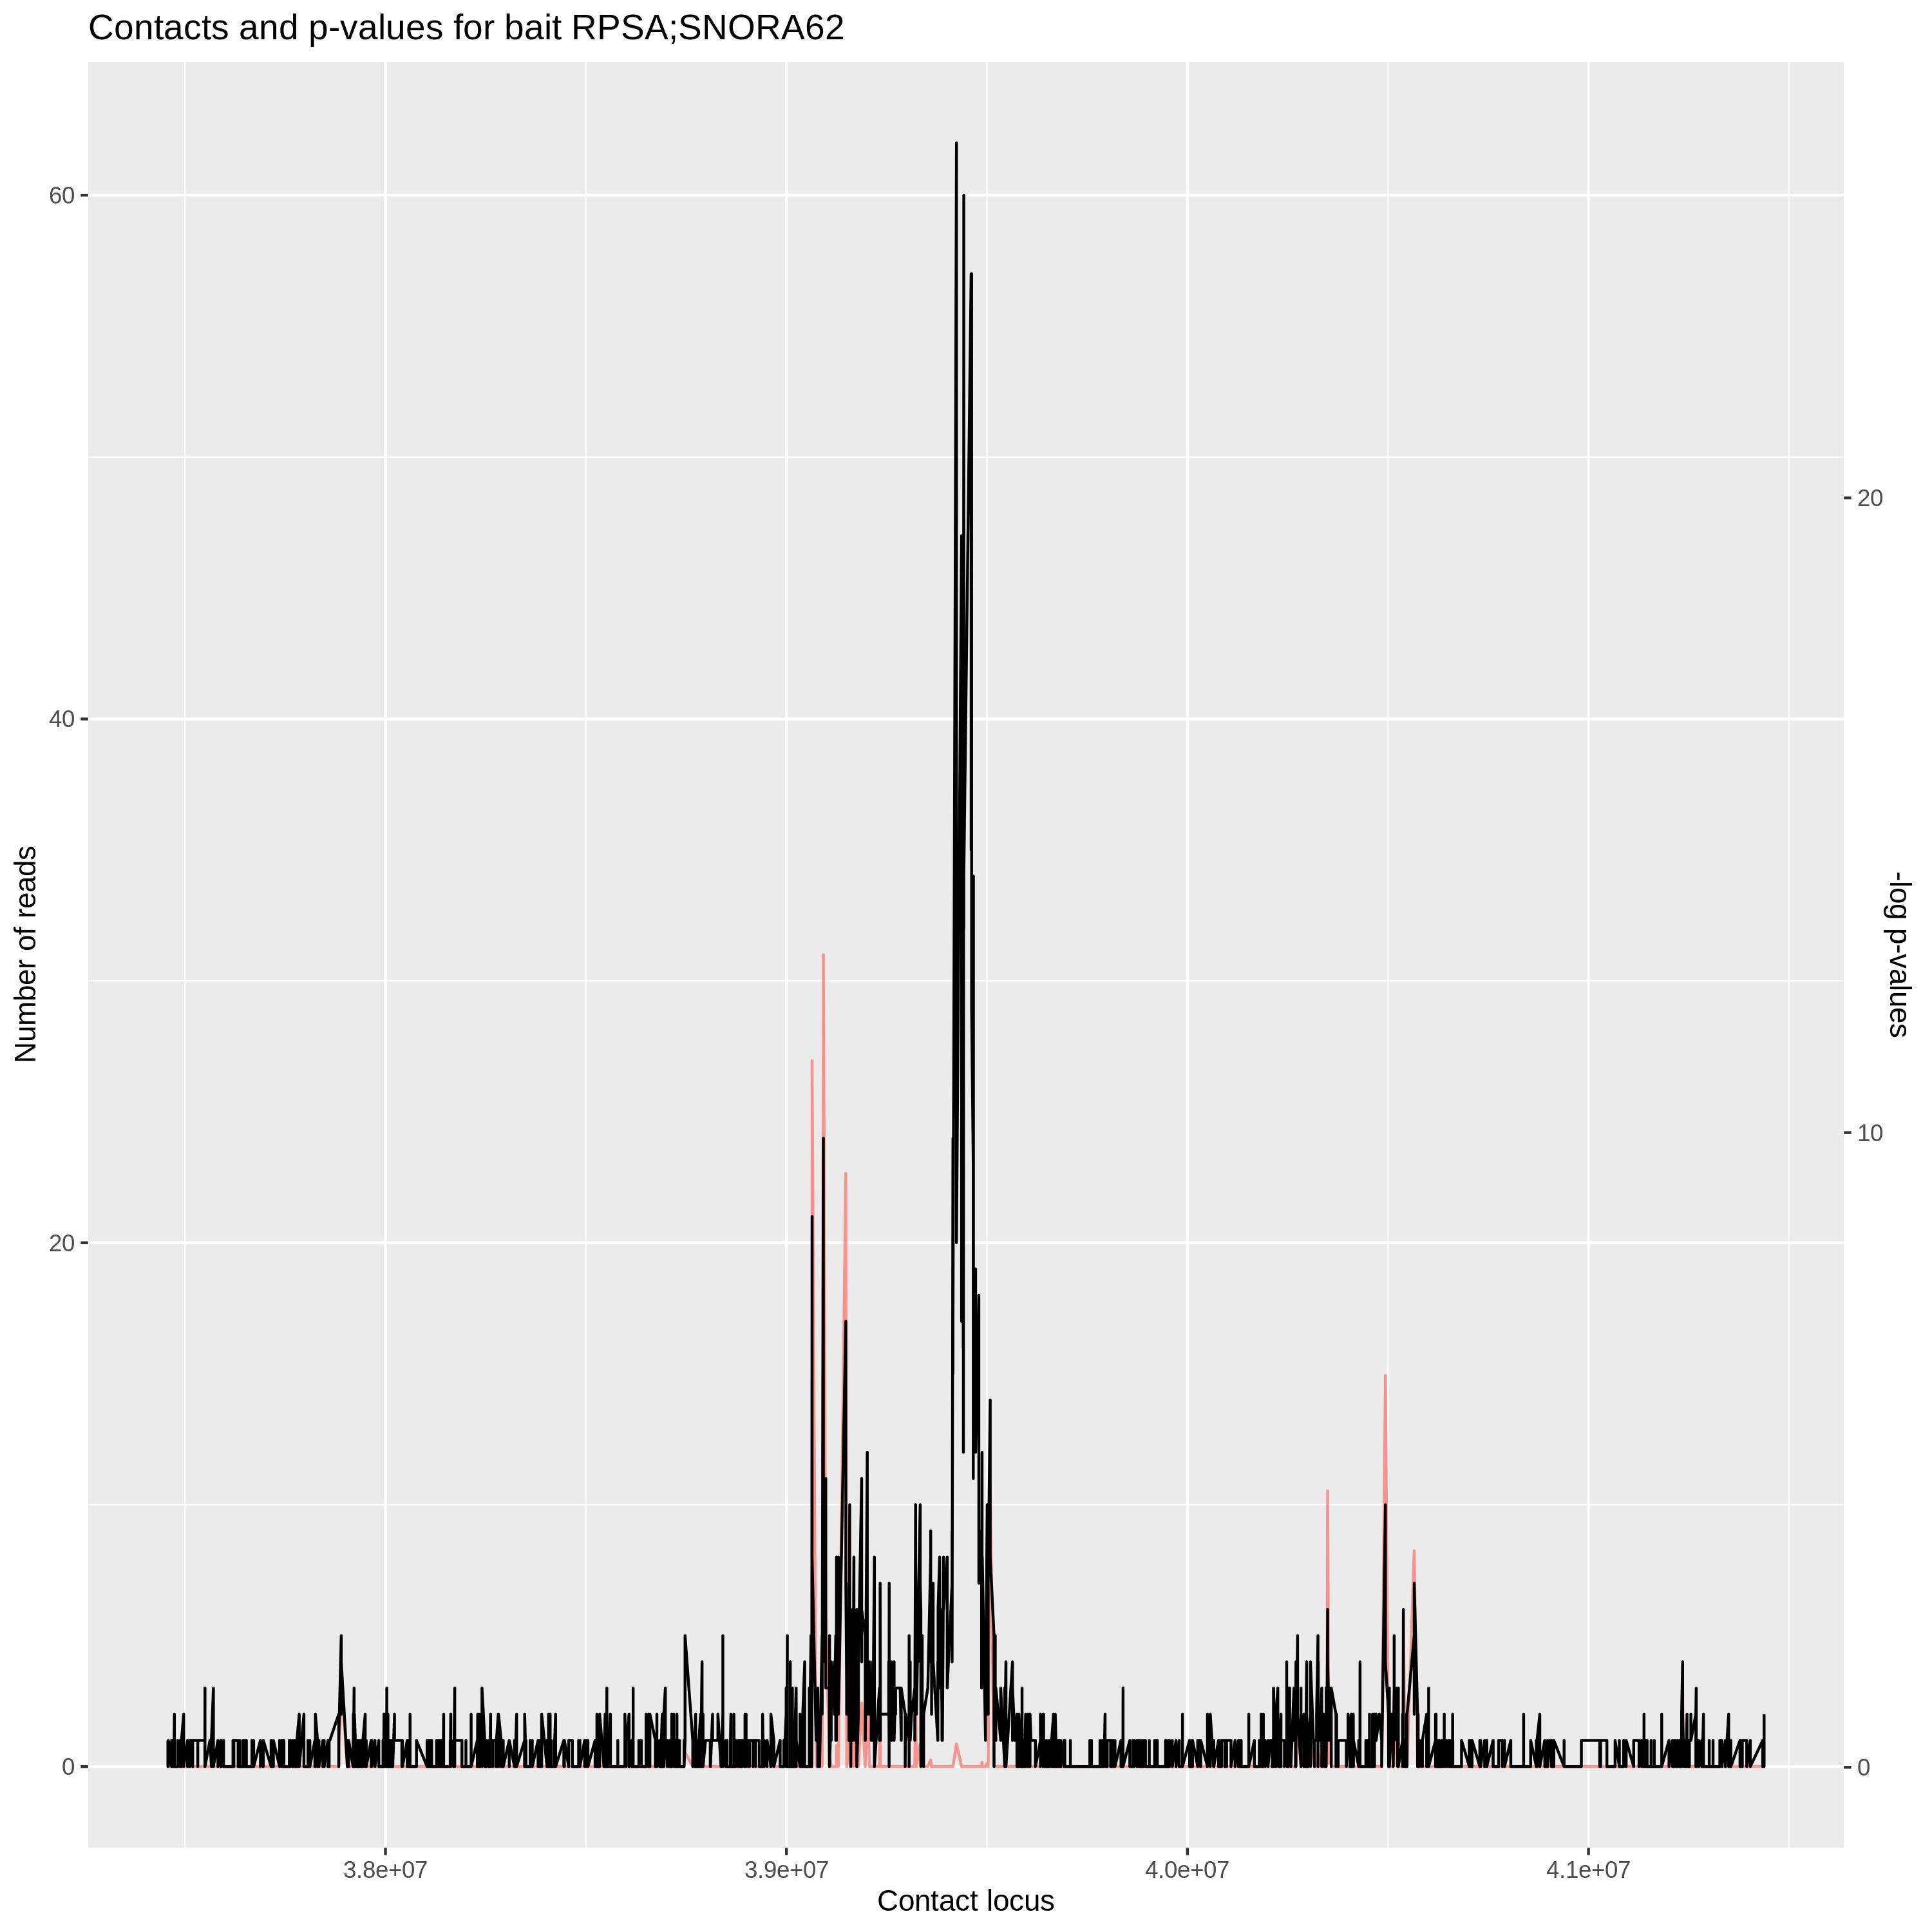 Contacts and p-values for bait RPSA;SNORA62
60
40
20
0
Number of reads
20
10
0
-log p-values
3.8e+07
3.9e+07
4.0e+07
4.1e+07
Contact locus